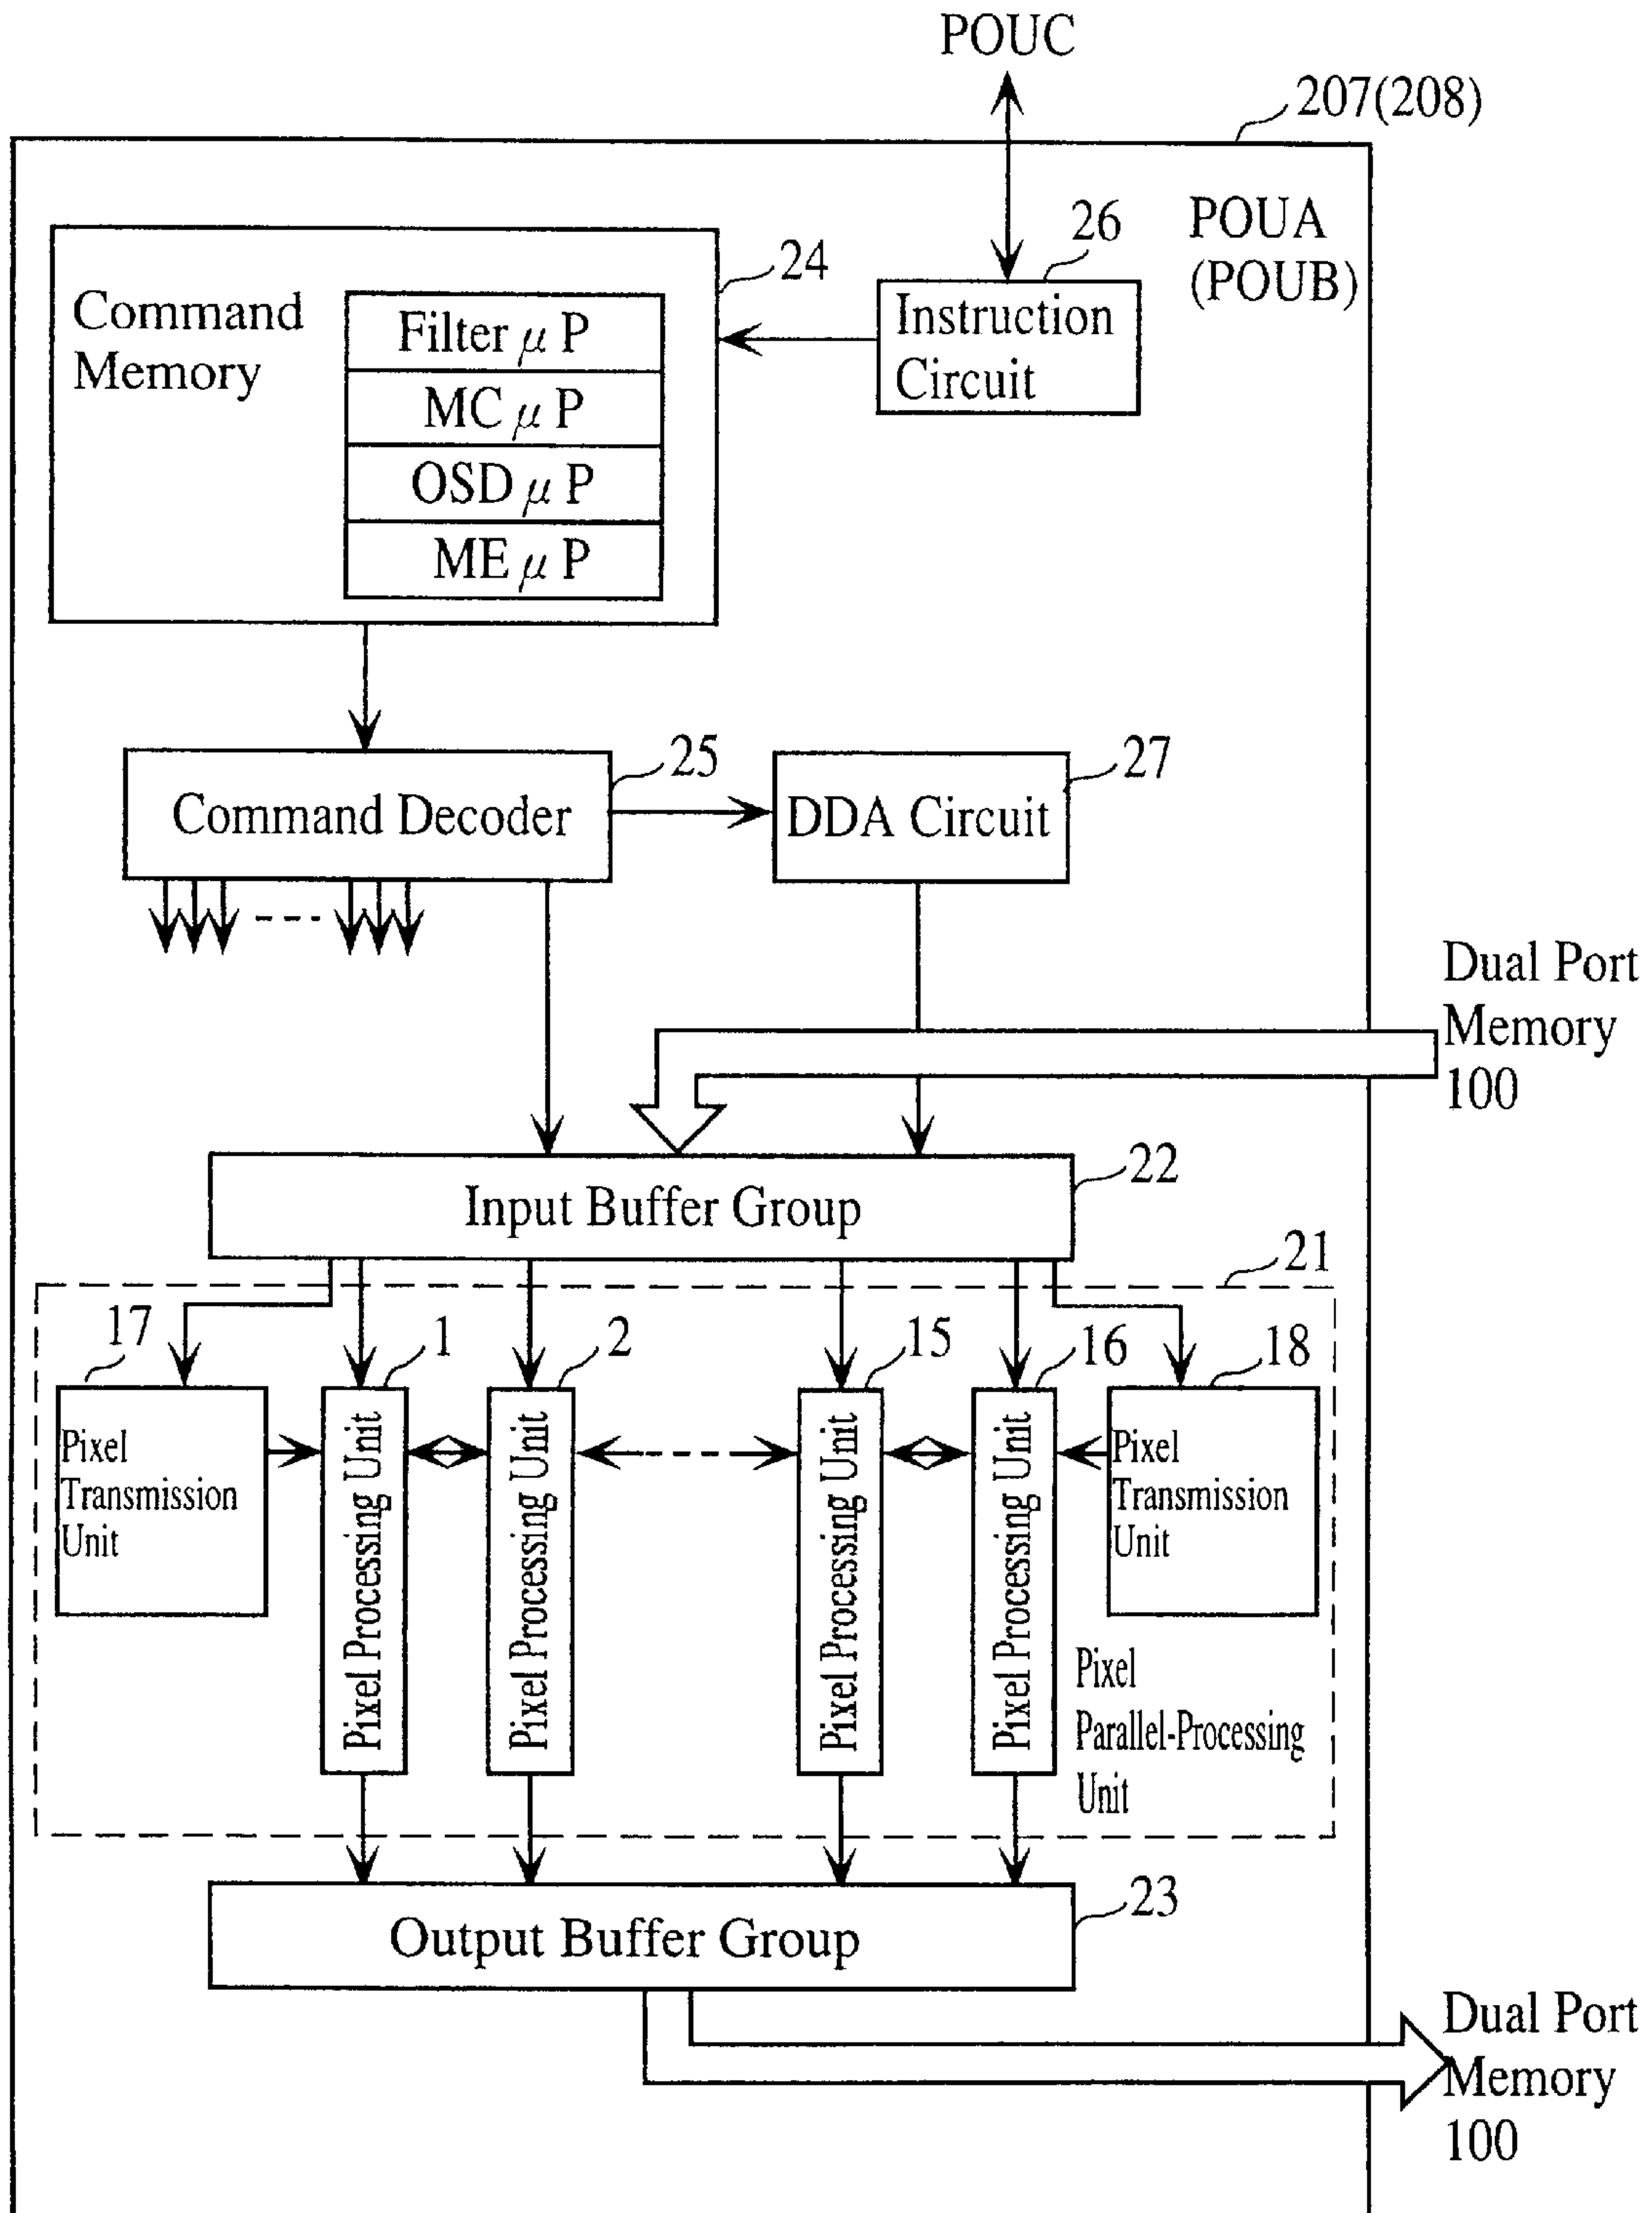 POUC
207(208)
POUA
(POUB)
26
Instruction
Circuit
24
Command
Memory
Filter μ P
MC μ P
OSD μ P
ME μ P
25
Command Decoder
27
DDA Circuit
Dual Port
Memory
100
22
Input Buffer Group
21
17
1
2
15
16
18
Pixel
Transmission
Unit
Pixel Processing Unit
Pixel Processing Unit
Pixel Processing Unit
Pixel Processing Unit
Pixel
Transmission
Unit
Pixel
Parallel-Processing
Unit
23
Output Buffer Group
Dual Port
Memory
100